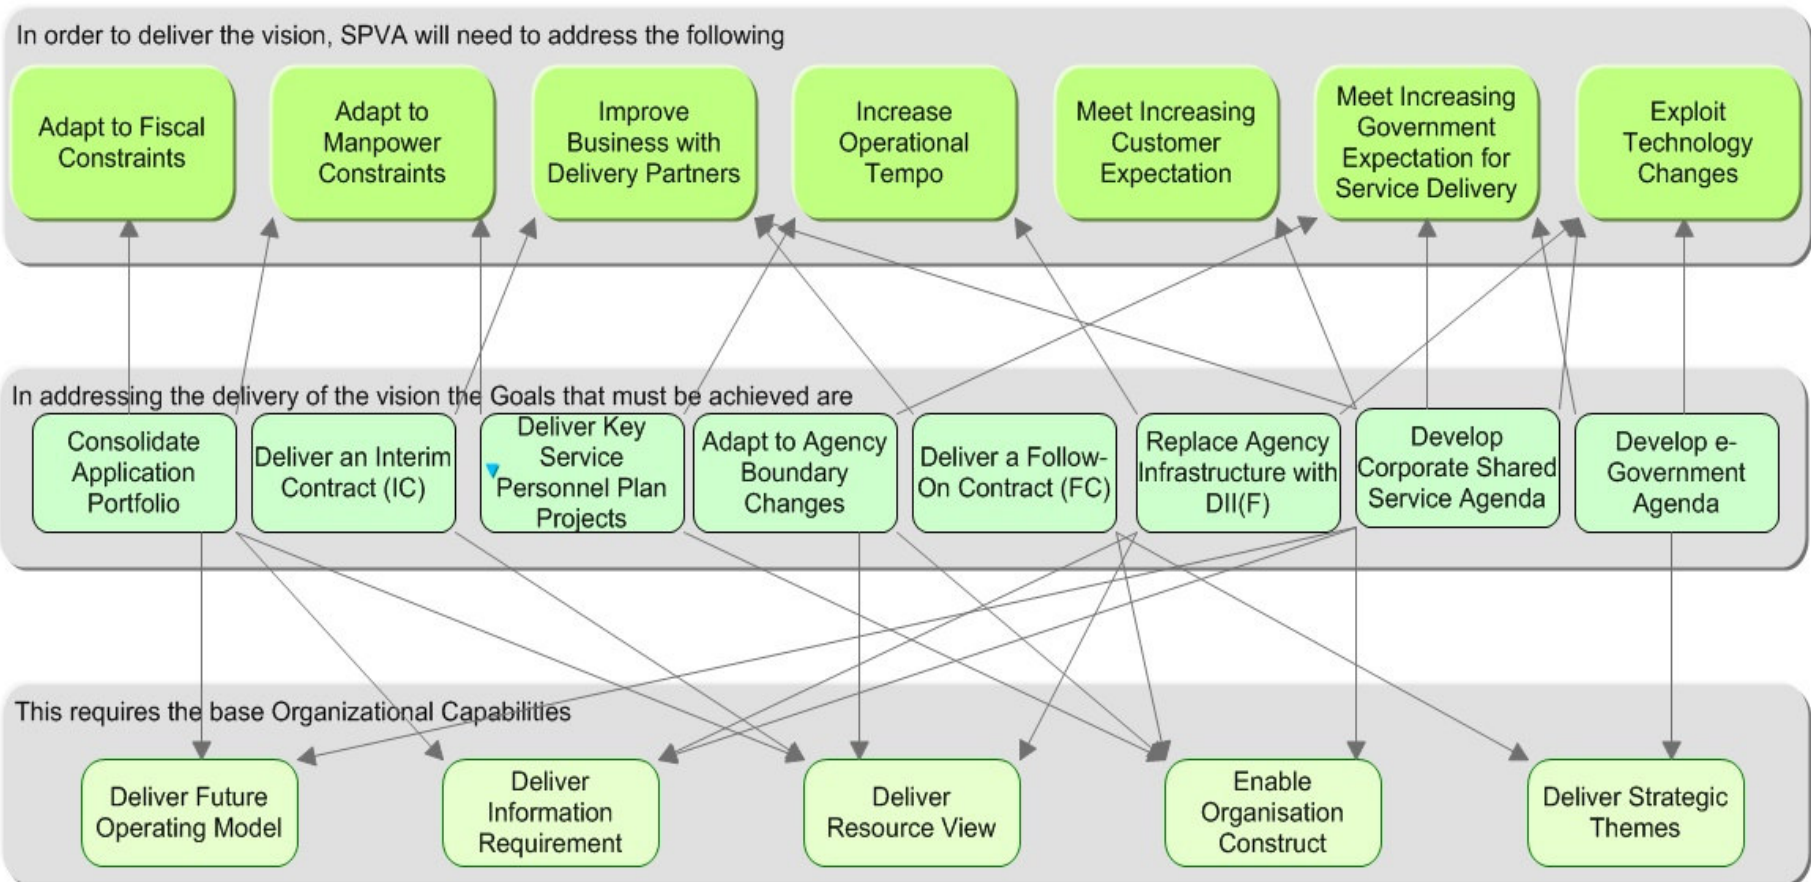 In order to deliver the vision, SPVA will need to address the following
Adapt to Fiscal
Constraints
Adapt to
Manpower
Constraints
Improve
Business with
Delivery Partners
Increase
Operational
Tempo
Meet Increasing
Customer
Expectation
Meet Increasing
Government
Expectation for
Service Delivery
Exploit
Technology
Changes
In addressing the delivery of the vision the Goals that must be achieved are
Consolidate
Application
Portfolio
Deliver an Interim
Contract (IC)
Deliver Key
Service
Personnel Plan
Projects
Adapt to Agency
Boundary
Changes
Deliver a Follow-
On Contract (FC)
Replace Agency
Infrastructure with
DII(F)
Develop
Corporate Shared
Service Agenda
Develop e-
Government
Agenda
This requires the base Organizational Capabilities
Deliver Future
Operating Model
Deliver
Information
Requirement
Deliver
Resource View
Enable
Organisation
Construct
Deliver Strategic
Themes